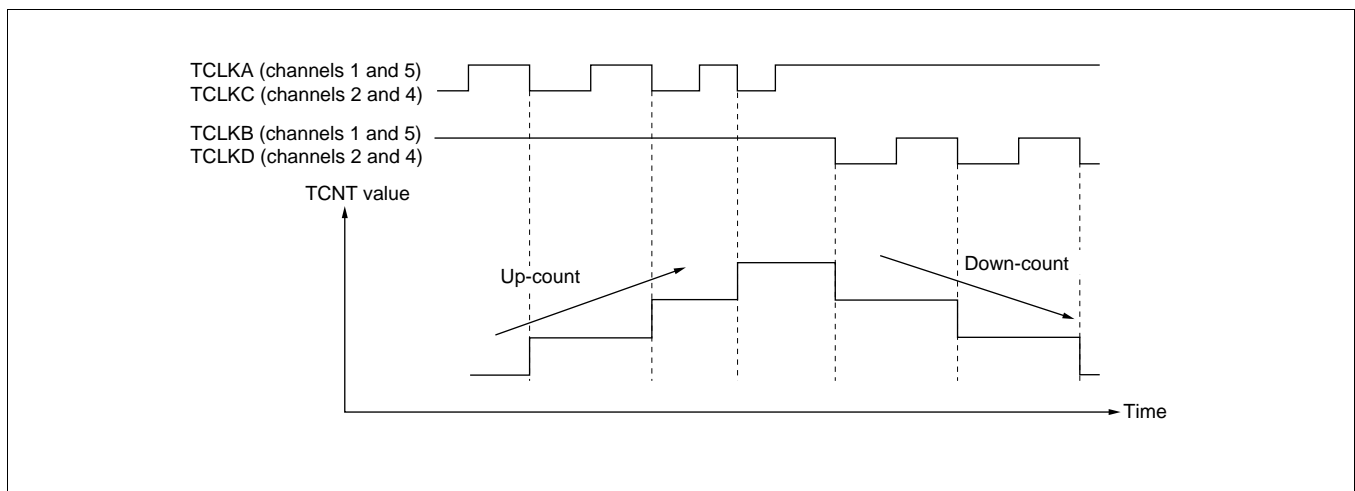 TCLKA (channels 1 and 5)
TCLKC (channels 2 and 4)
TCLKB (channels 1 and 5)
TCLKD (channels 2 and 4)
TCNT value
Up-count
Down-count
Time